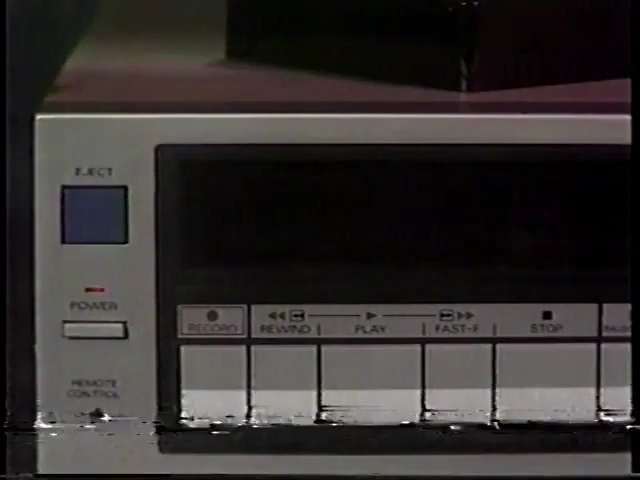 EJECT
POWER
REMOTE
CONTROL
RECORD
REWIND
PLAY
FAST-F
STOP